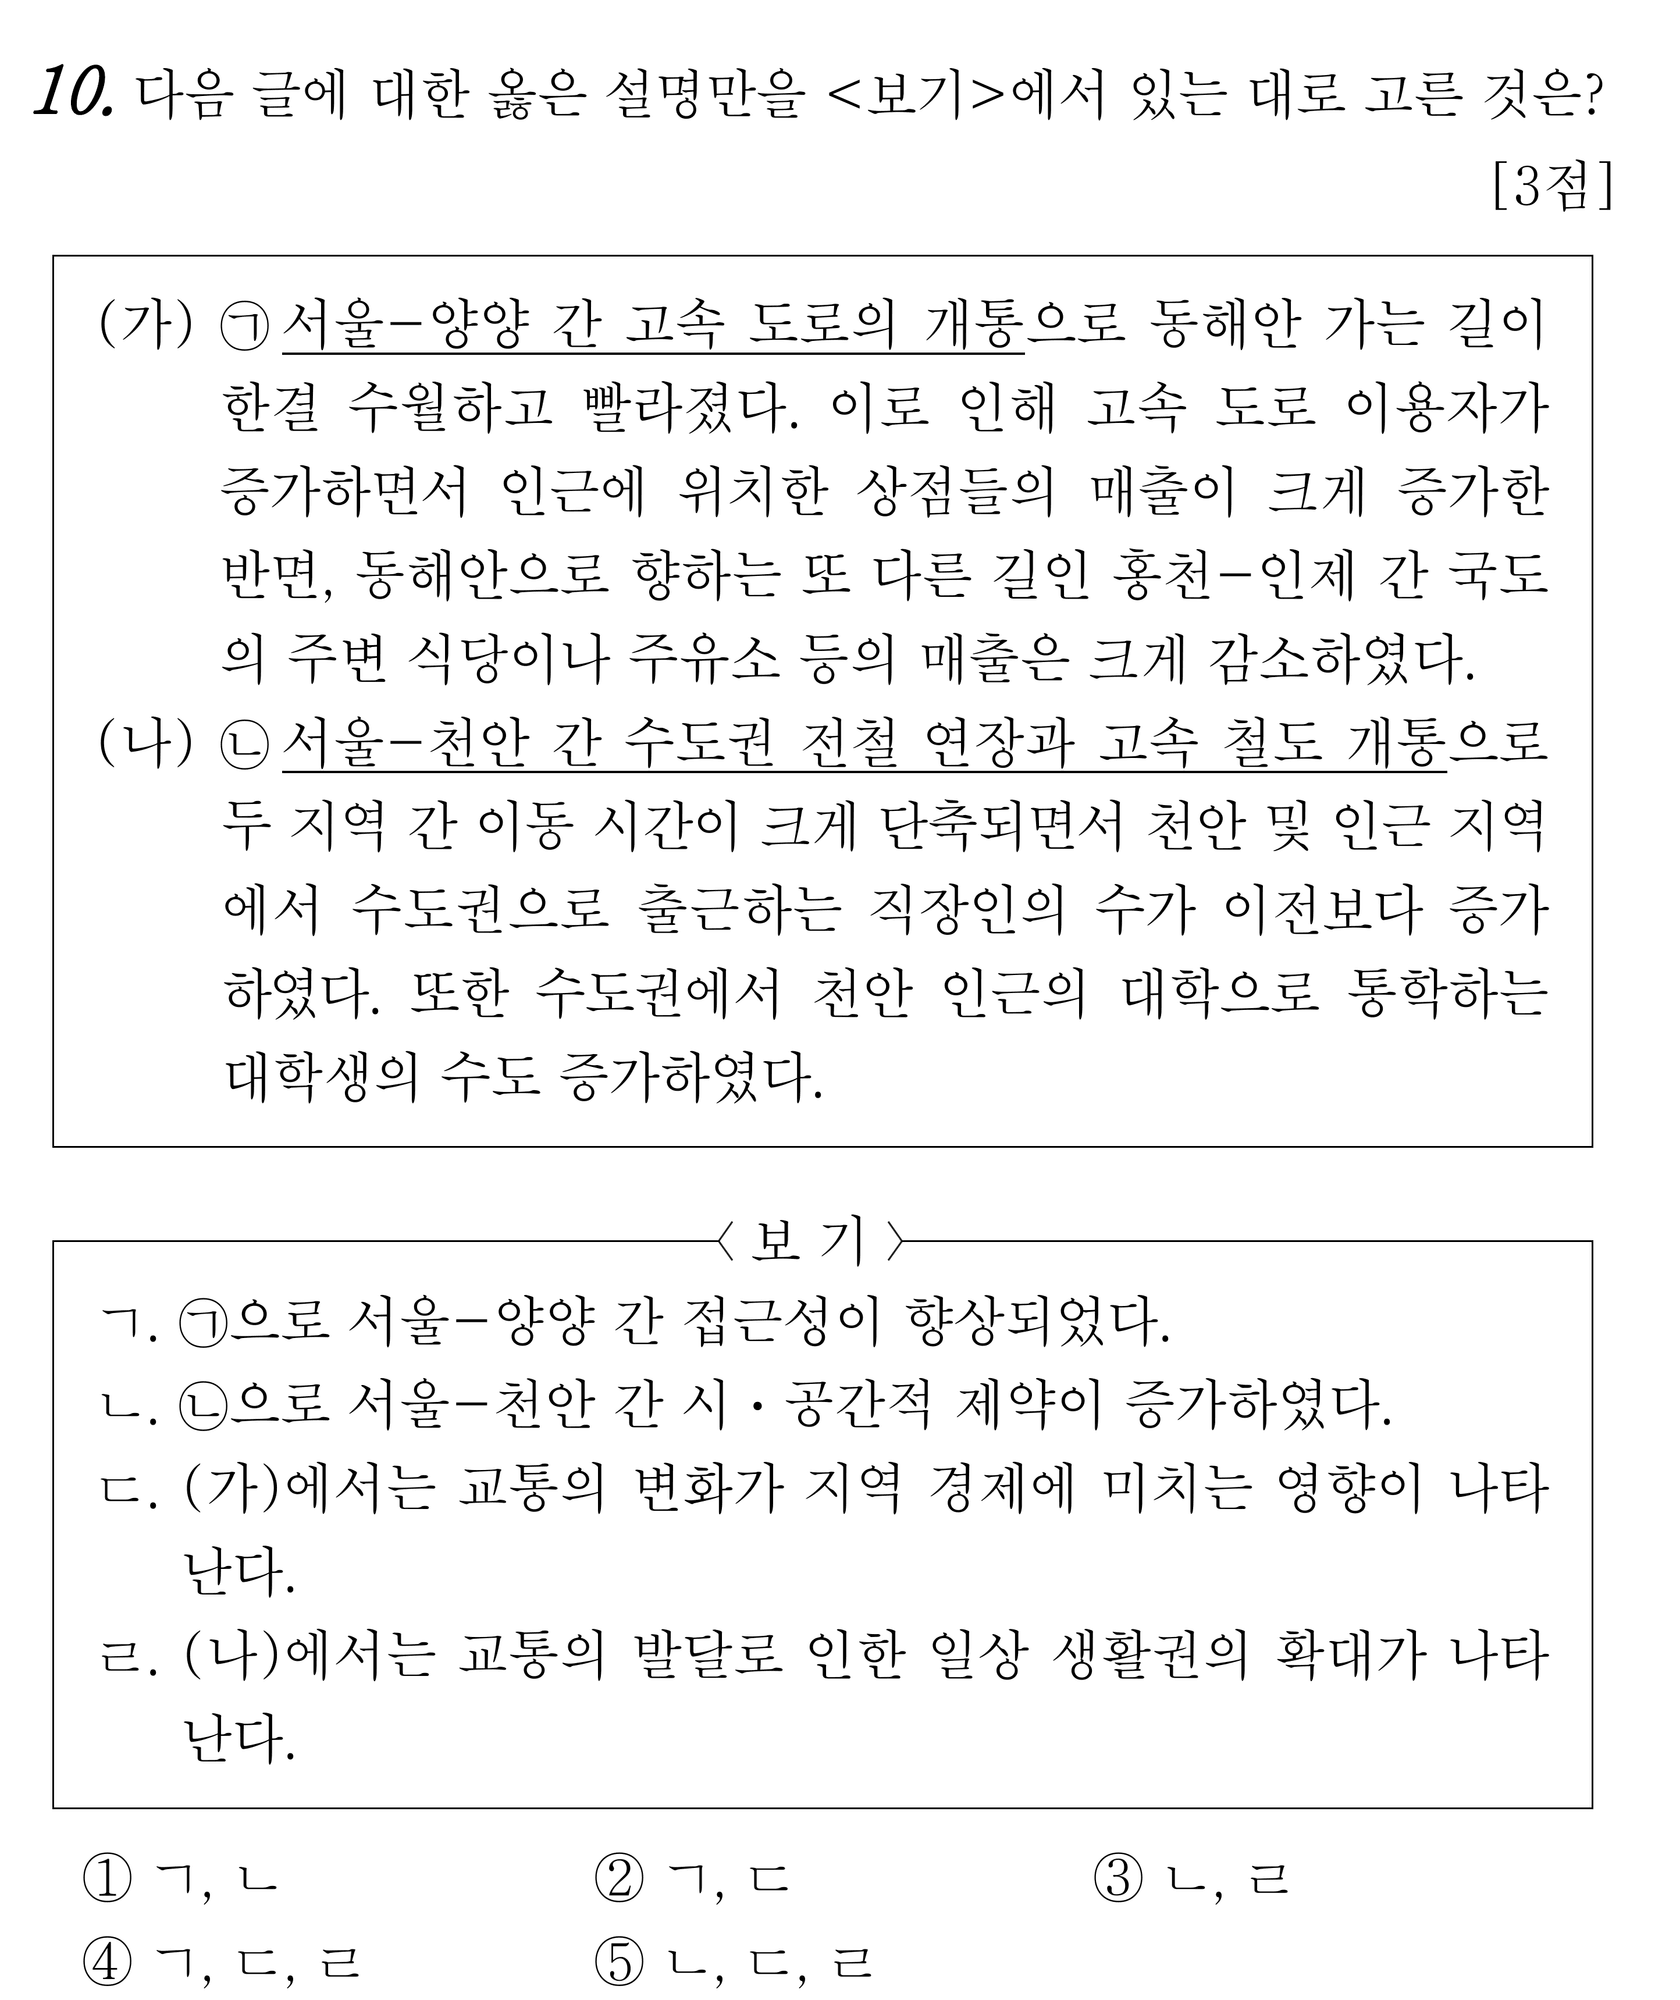 10. 다음 글에 대한 옳은 설명만을 <보기>에서 있는 대로 고른 것은?
[3점]
(가) ㉠서울-양양 간 고속 도로의 개통으로 동해안 가는 길이
한결 수월하고 빨라졌다. 이로 인해 고속 도로 이용자가
증가하면서 인근에 위치한 상점들의 매출이 크게 증가한
반면, 동해안으로 향하는 또 다른 길인 홍천-인제 간 국도
의 주변 식당이나 주유소 등의 매출은 크게 감소하였다.
(나) ㉡서울-천안 간 수도권 전철 연장과 고속 철도 개통으로
두 지역 간 이동 시간이 크게 단축되면서 천안 및 인근 지역
에서 수도권으로 출근하는 직장인의 수가 이전보다 증가
하였다. 또한 수도권에서 천안 인근의 대학으로 통학하는
대학생의 수도 증가하였다.
〈 보 기 〉
ㄱ. ㉠으로 서울-양양 간 접근성이 향상되었다.
ㄴ. ㉡으로 서울-천안 간 시·공간적 제약이 증가하였다.
ㄷ. (가)에서는 교통의 변화가 지역 경제에 미치는 영향이 나타
난다.
ㄹ. (나)에서는 교통의 발달로 인한 일상 생활권의 확대가 나타
난다.
① ㄱ, ㄴ ② ㄱ, ㄷ ③ ㄴ, ㄹ
④ ㄱ, ㄷ, ㄹ ⑤ ㄴ, ㄷ, ㄹ